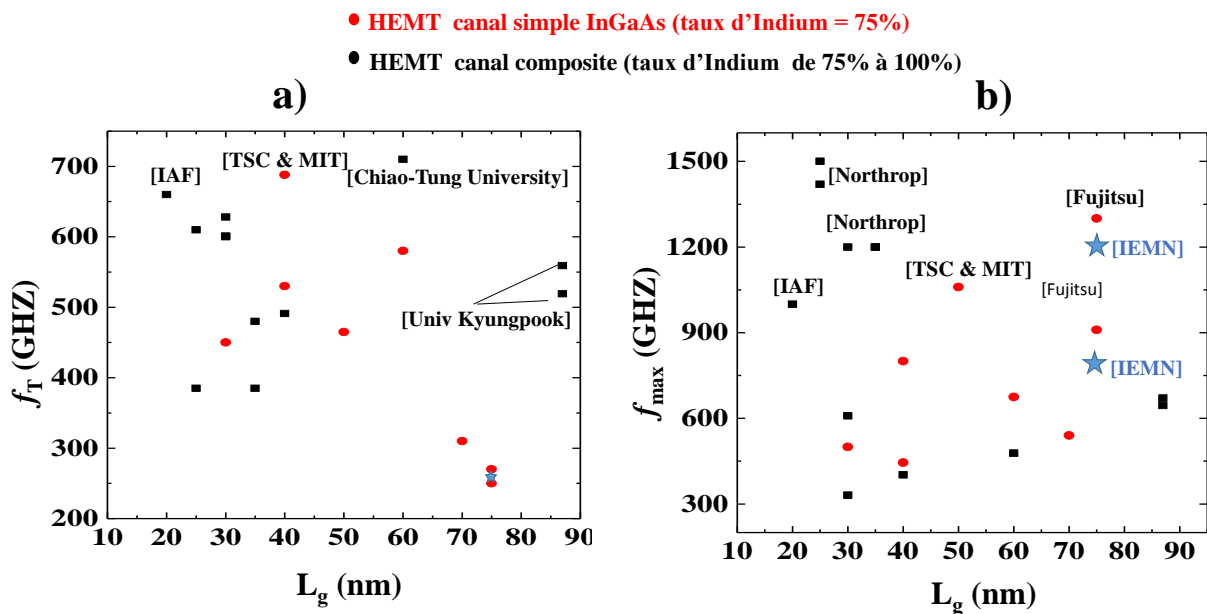 HEMT canal simple InGaAs (taux d'Indium = 75%)
HEMT canal composite (taux d'Indium de 75% à 100%)
a)
700
600
500
400
300
200
f_T (GHZ)
[IAF]
[TSC & MIT]
[Chiao-Tung University]
[Univ Kyungpook]
10 20 30 40 50 60 70 80 90
L_g (nm)
b)
1500
1200
900
600
300
f_max (GHZ)
[Northrop]
[Fujitsu]
[Northrop]
[IEMN]
[TSC & MIT]
[IAF]
[Fujitsu]
[IEMN]
10 20 30 40 50 60 70 80 90
L_g (nm)